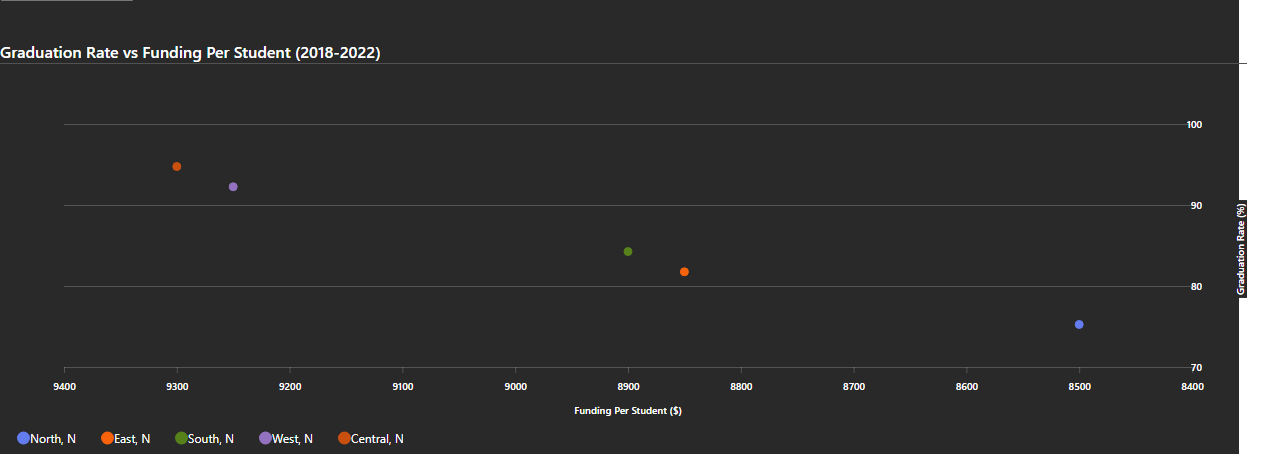 Graduation Rate vs Funding Per Student (2018-2022)
100
90
80
70
Graduation Rate (%)
9400 9300 9200 9100 9000 8900 8800 8700 8600 8500 8400
Funding Per Student ($)
North, N East, N South, N West, N Central, N